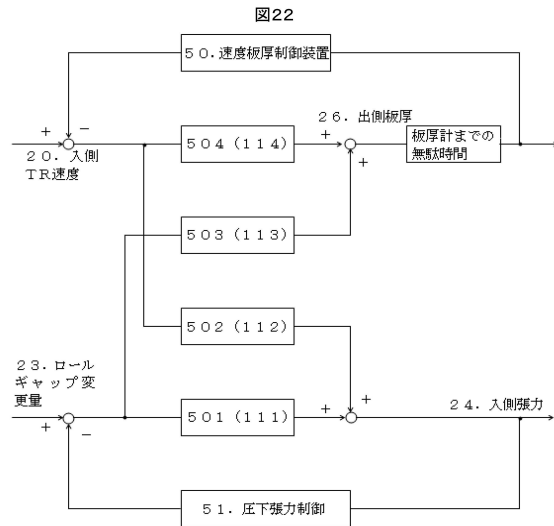 図22
５０．速度板厚制御装置
２６．出側板厚
＋
－
５０４（１１４）
＋
板厚計までの
無駄時間
２０．入側
ＴＲ速度
＋
５０３（１１３）
５０２（１１２）
２３．ロール
ギャップ変
更量
＋
２４．入側張力
＋
－
５０１（１１１）
＋
５１．圧下張力制御